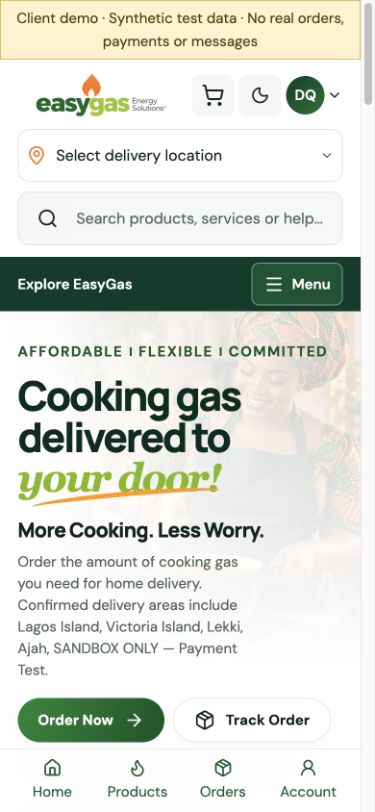 Client demo · Synthetic test data · No real orders,
payments or messages
easygas Energy Solutions
DQ
Select delivery location
Search products, services or help...
Explore EasyGas
Menu
AFFORDABLE I FLEXIBLE I COMMITTED
Cooking gas
delivered to
your door!
More Cooking. Less Worry.
Order the amount of cooking gas
you need for home delivery.
Confirmed delivery areas include
Lagos Island, Victoria Island, Lekki,
Ajah, SANDBOX ONLY — Payment
Test.
Order Now
Track Order
Home
Products
Orders
Account